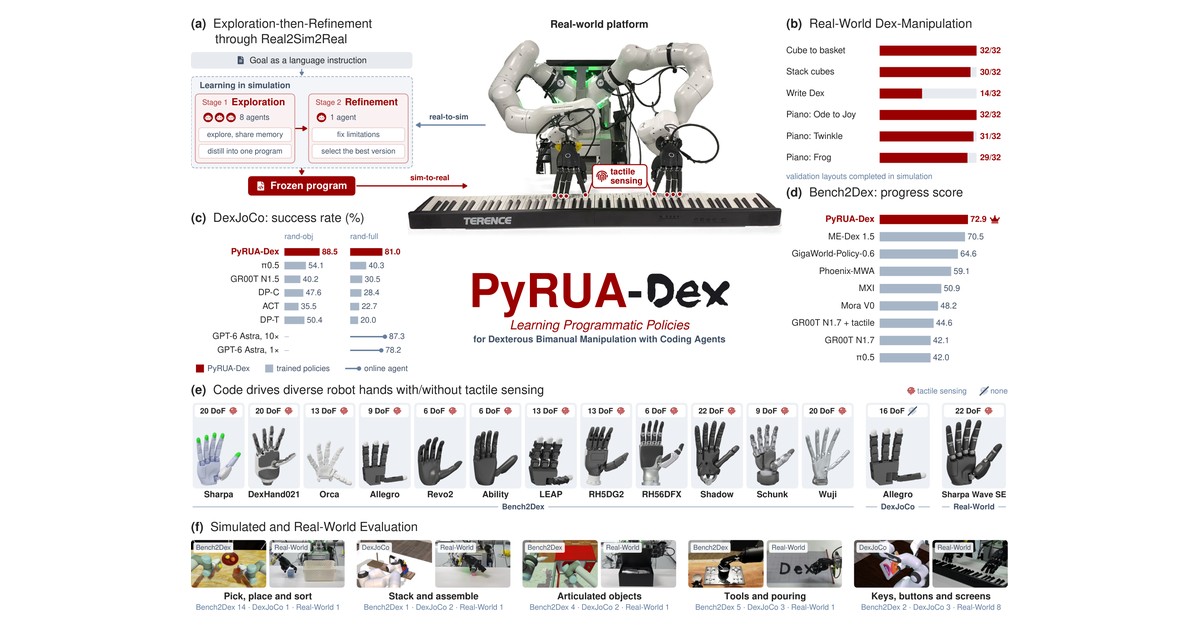 (a) Exploration-then-Refinement
through Real2Sim2Real
Goal as a language instruction
Learning in simulation
Stage 1 Exploration
8 agents
explore, share memory
distill into one program
Stage 2 Refinement
1 agent
fix limitations
select the best version
Frozen program
real-to-sim
sim-to-real
Real-world platform
tactile
sensing
TERENCE
(b) Real-World Dex-Manipulation
Cube to basket 32/32
Stack cubes 30/32
Write Dex 14/32
Piano: Ode to Joy 32/32
Piano: Twinkle 31/32
Piano: Frog 29/32
validation layouts completed in simulation
(c) DexJoCo: success rate (%)
rand-obj rand-full
PyRUA-Dex 88.5 81.0
π0.5 54.1 40.3
GR00T N1.5 40.2 30.5
DP-C 47.6 28.4
ACT 35.5 22.7
DP-T 50.4 20.0
GPT-6 Astra, 10× – 87.3
GPT-6 Astra, 1× – 78.2
PyRUA-Dex trained policies online agent
PyRUA-Dex
Learning Programmatic Policies
for Dexterous Bimanual Manipulation with Coding Agents
(d) Bench2Dex: progress score
PyRUA-Dex 72.9
ME-Dex 1.5 70.5
GigaWorld-Policy-0.6 64.6
Phoenix-MWA 59.1
MXI 50.9
Mora V0 48.2
GR00T N1.7 + tactile 44.6
GR00T N1.7 42.1
π0.5 42.0
(e) Code drives diverse robot hands with/without tactile sensing
tactile sensing none
20 DoF 20 DoF 13 DoF 9 DoF 6 DoF 6 DoF 13 DoF 13 DoF 6 DoF 22 DoF 9 DoF 20 DoF 16 DoF 22 DoF
Sharpa DexHand021 Orca Allegro Revo2 Ability LEAP RH5DG2 RH56DFX Shadow Schunk Wuji Allegro Sharpa Wave SE
Bench2Dex DexJoCo Real-World
(f) Simulated and Real-World Evaluation
Bench2Dex Real-World DexJoCo Real-World Bench2Dex Real-World Bench2Dex Real-World DexJoCo Real-World
Dex
Pick, place and sort Stack and assemble Articulated objects Tools and pouring Keys, buttons and screens
Bench2Dex 14 · DexJoCo 1 · Real-World 1 Bench2Dex 1 · DexJoCo 2 · Real-World 1 Bench2Dex 4 · DexJoCo 2 · Real-World 1 Bench2Dex 5 · DexJoCo 3 · Real-World 1 Bench2Dex 2 · DexJoCo 3 · Real-World 8